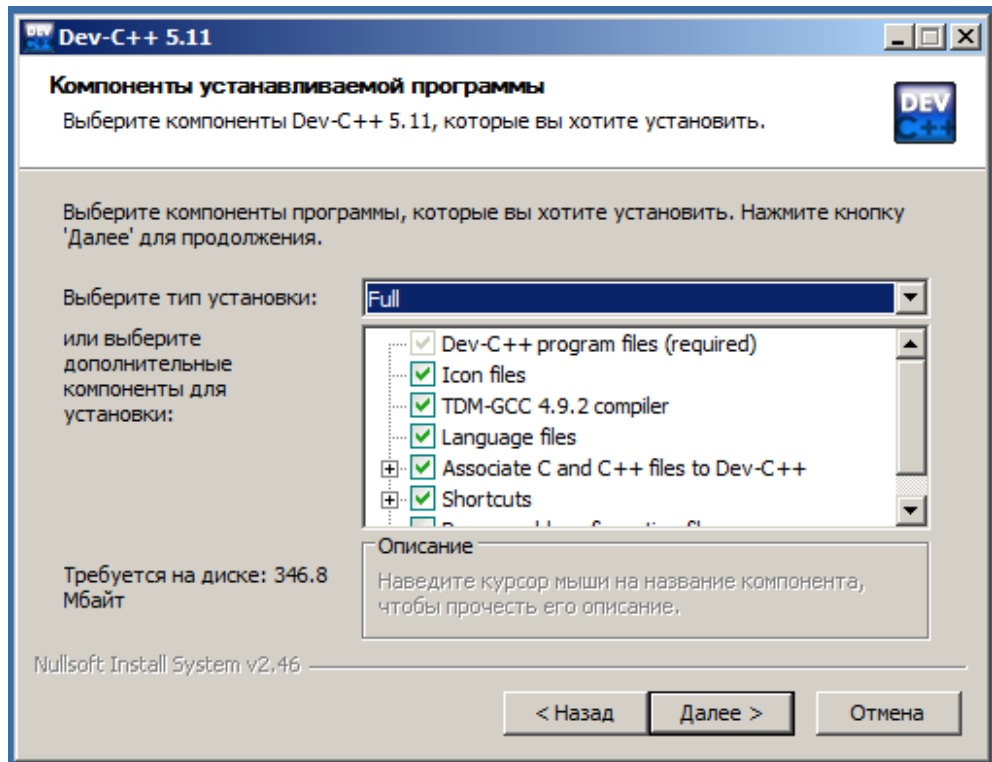 Dev-C++ 5.11
Компоненты устанавливаемой программы
Выберите компоненты Dev-C++ 5.11, которые вы хотите установить.
DEV
C++
Выберите компоненты программы, которые вы хотите установить. Нажмите кнопку
'Далее' для продолжения.
Выберите тип установки:
Full
или выберите
дополнительные
компоненты для
установки:
Dev-C++ program files (required)
Icon files
TDM-GCC 4.9.2 compiler
Language files
Associate C and C++ files to Dev-C++
Shortcuts
Требуется на диске: 346.8
Мбайт
Описание
Наведите курсор мыши на название компонента,
чтобы прочесть его описание.
Nullsoft Install System v2.46
< Назад
Далее >
Отмена